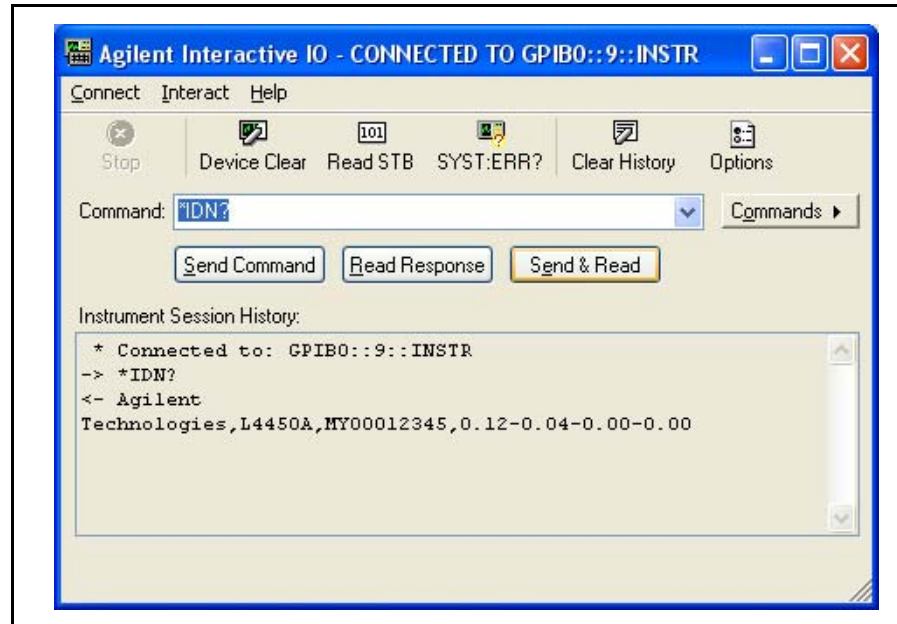 Agilent Interactive IO - CONNECTED TO GPIB0::9::INSTR
Connect Interact Help
Stop Device Clear Read STB SYST:ERR? Clear History Options
Command: *IDN? Commands
Send Command Read Response Send & Read
Instrument Session History:
* Connected to: GPIB0::9::INSTR
-> *IDN?
<- Agilent
Technologies,L4450A,MY00012345,0.12-0.04-0.00-0.00